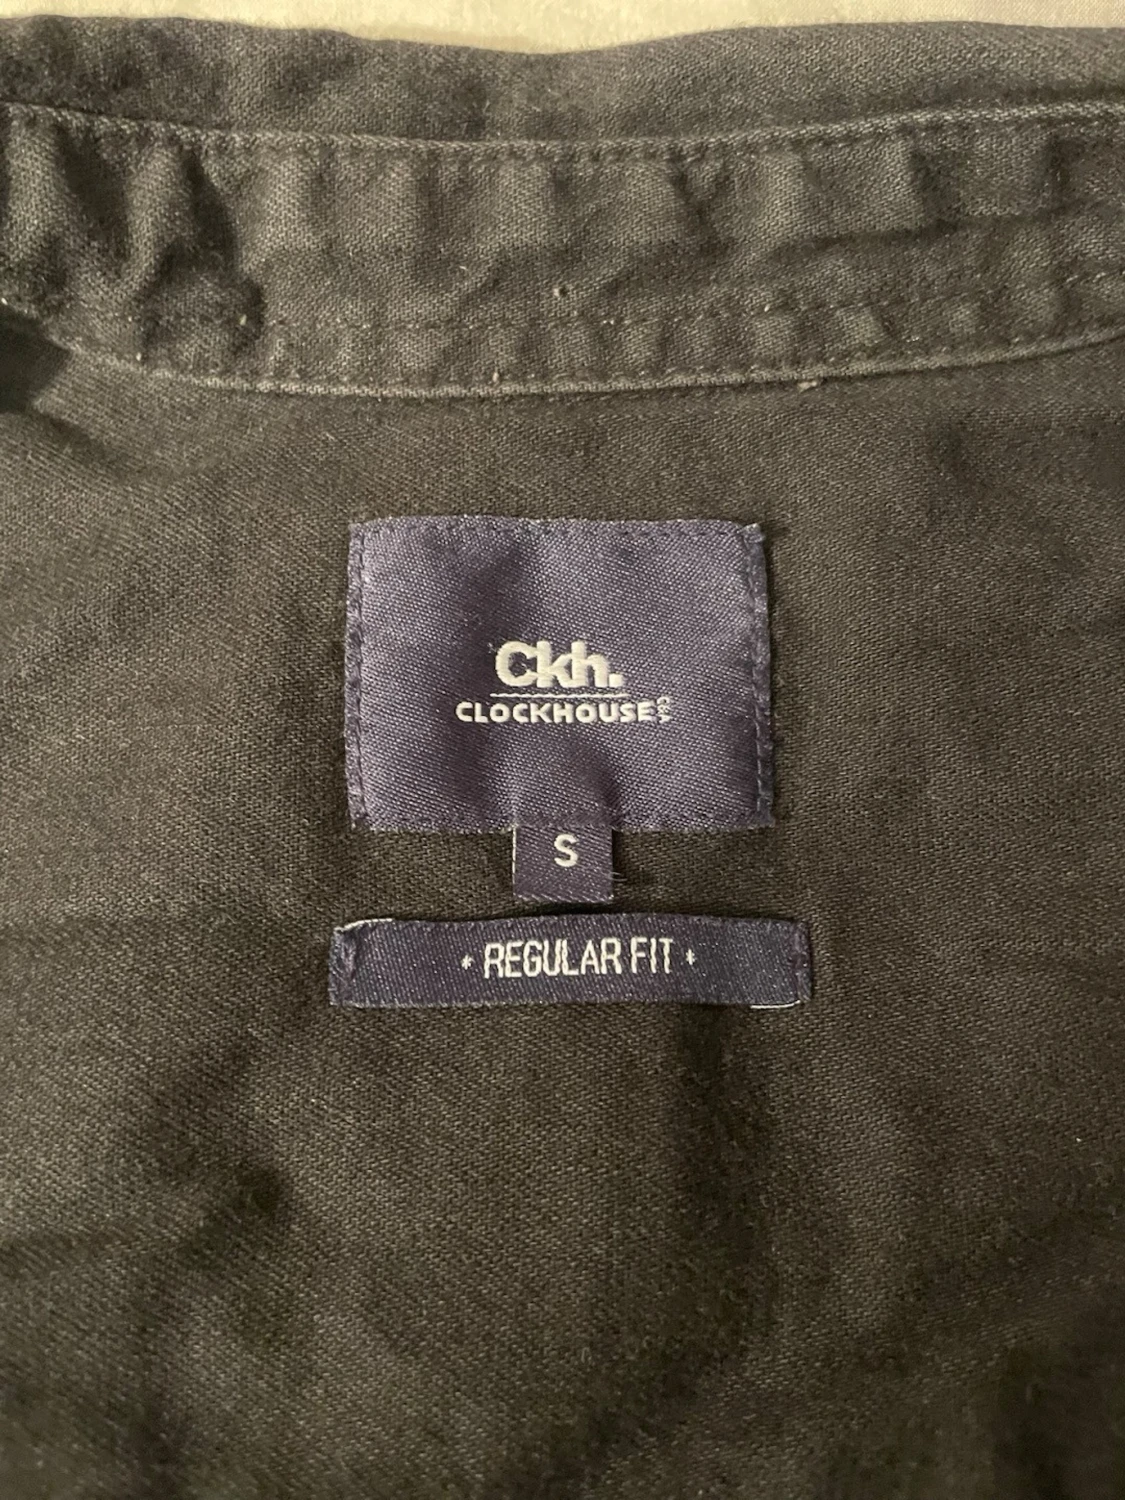 Ckh.
CLOCKHOUSE C&A
S
• REGULAR FIT •